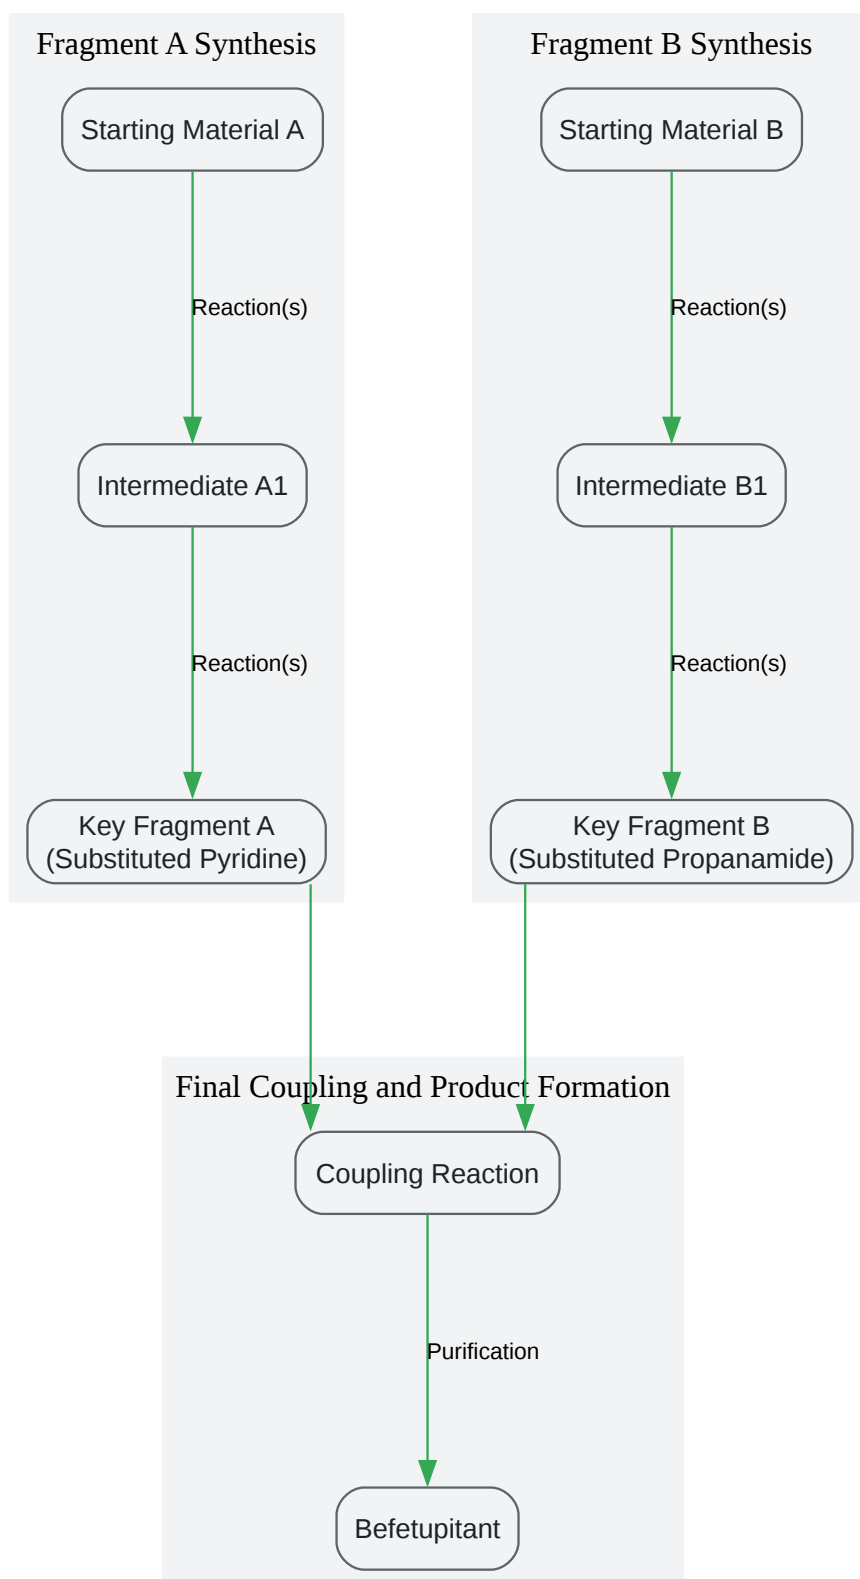 Fragment A Synthesis
Starting Material A
Reaction(s)
Intermediate A1
Reaction(s)
Key Fragment A
(Substituted Pyridine)
Fragment B Synthesis
Starting Material B
Reaction(s)
Intermediate B1
Reaction(s)
Key Fragment B
(Substituted Propanamide)
Final Coupling and Product Formation
Coupling Reaction
Purification
Befetupitant